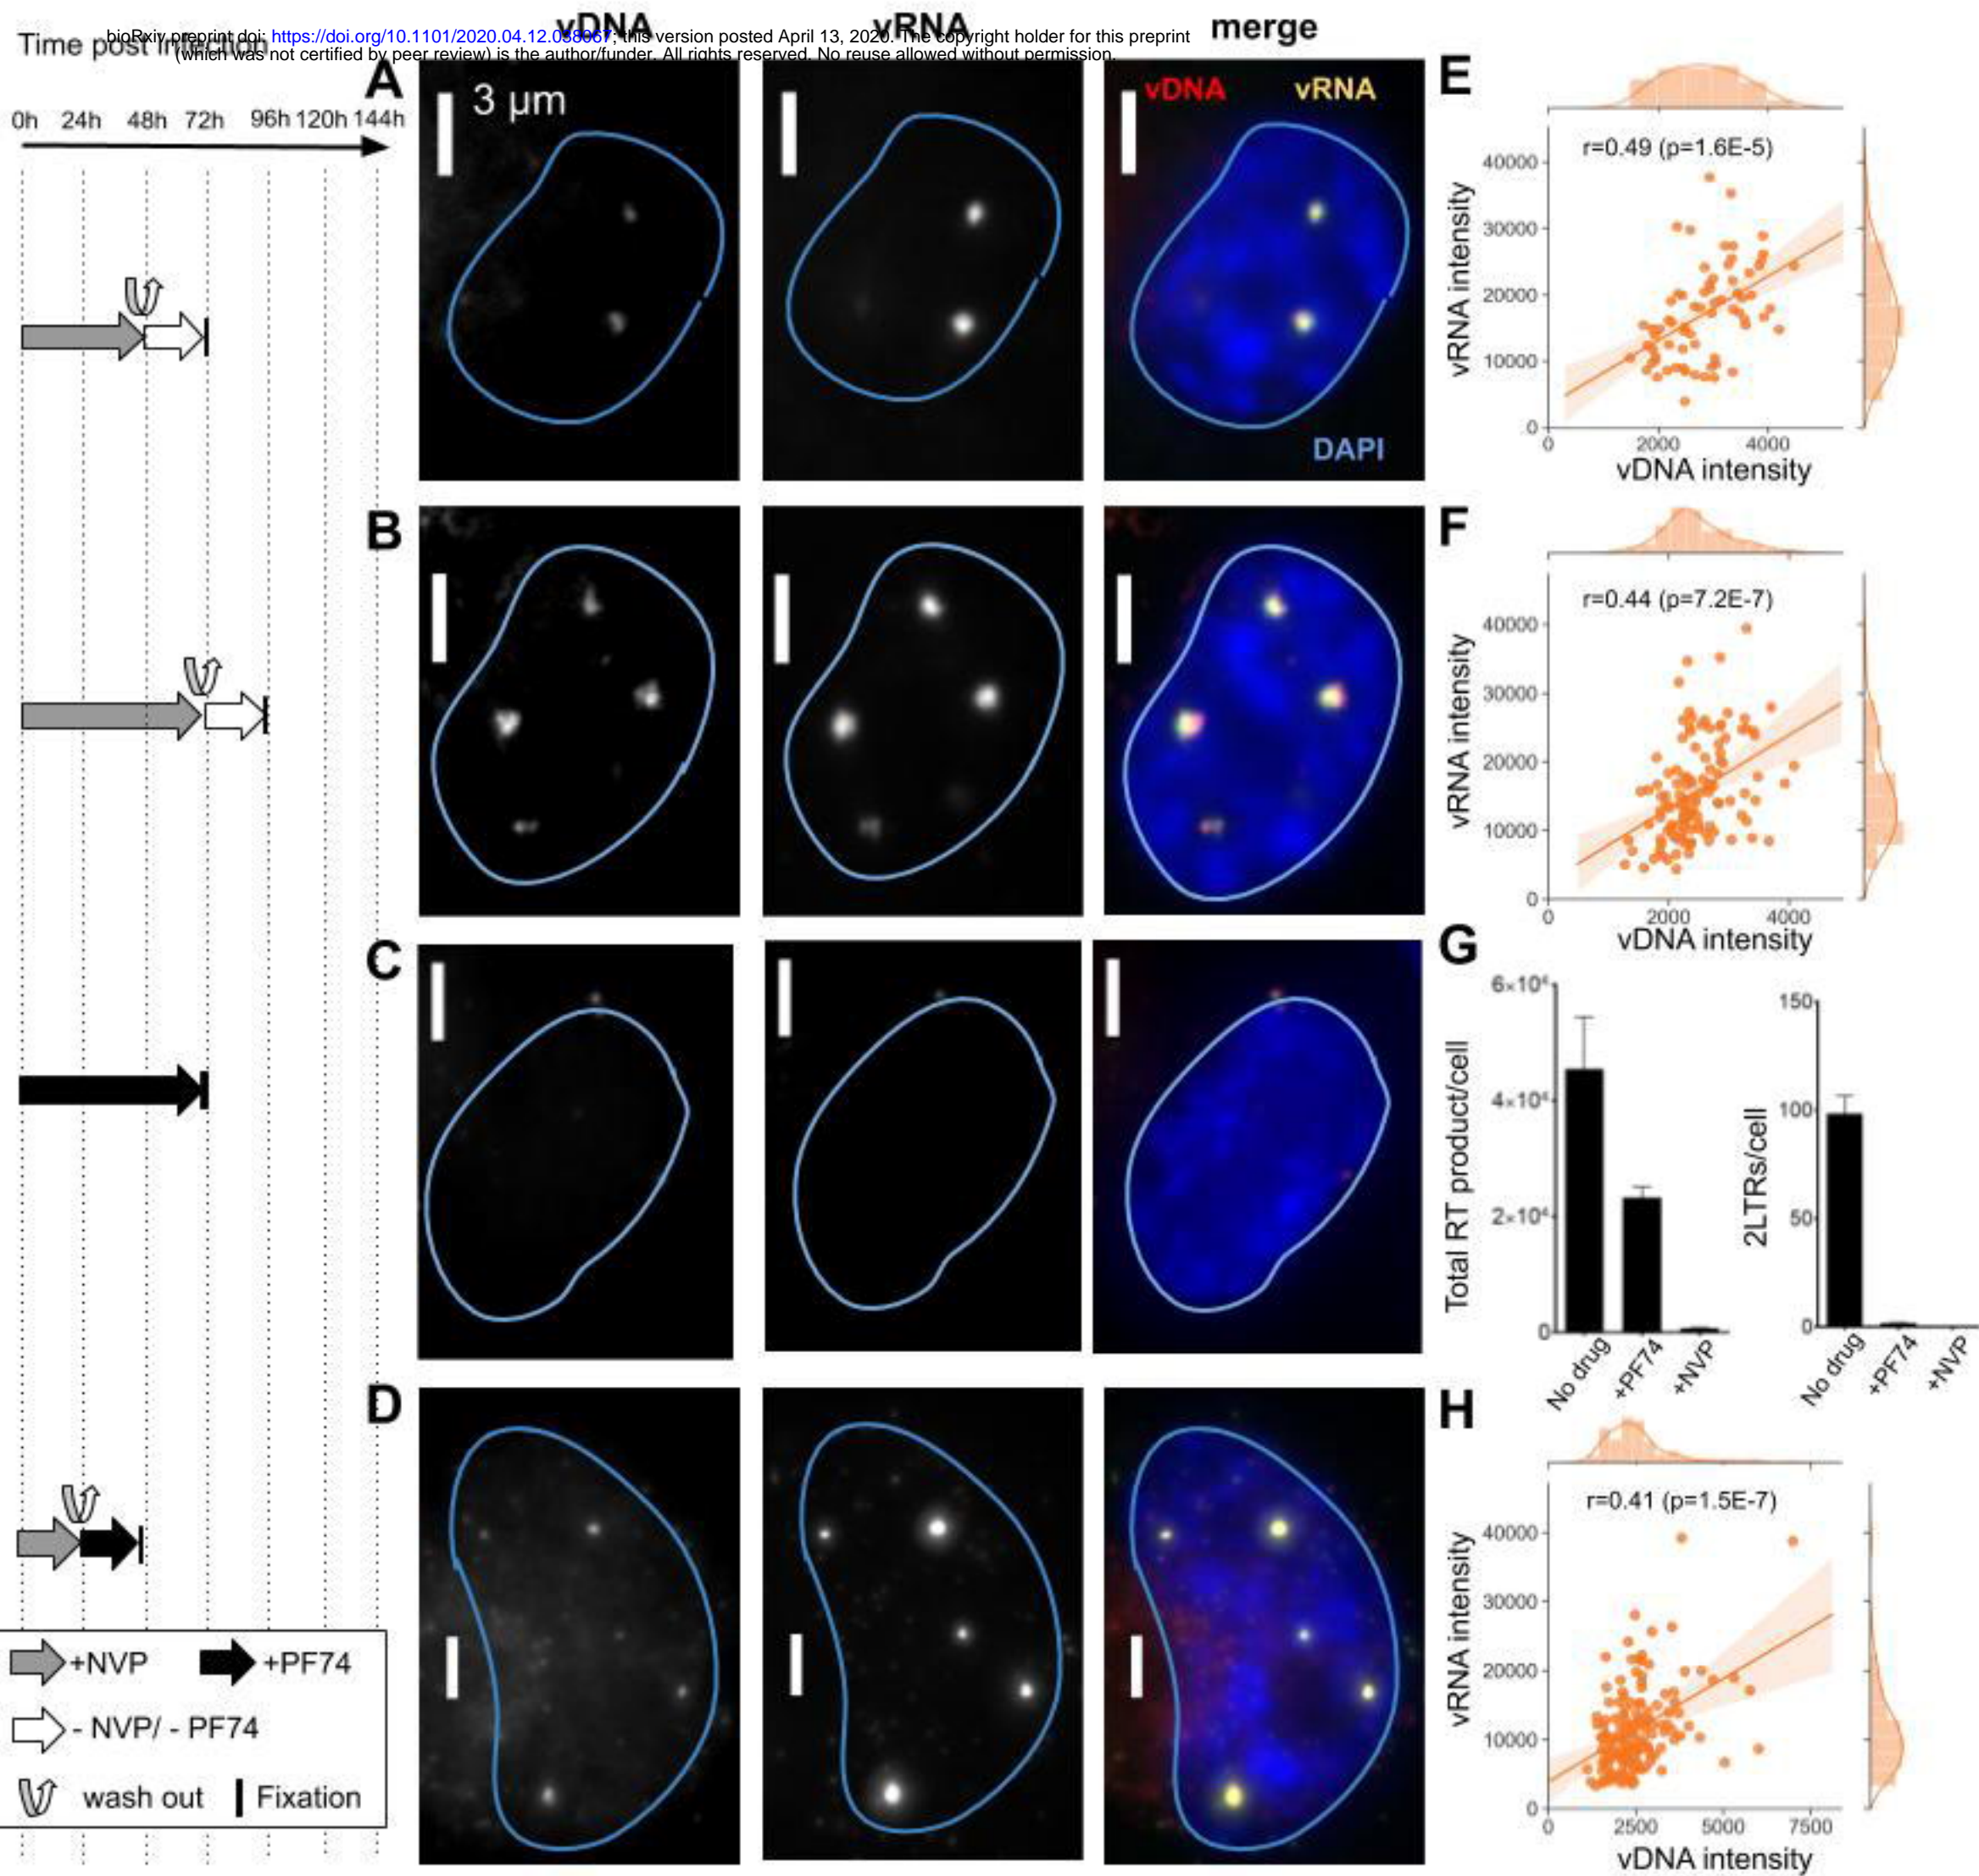 vDNA vRNA merge
Time post Infection
bioRxiv preprint doi: https://doi.org/10.1101/2020.04.12.038067; this version posted April 13, 2020. The copyright holder for this preprint
(which was not certified by peer review) is the author/funder. All rights reserved. No reuse allowed without permission.
0h 24h 48h 72h 96h 120h 144h
A
3 µm
vDNA vRNA
DAPI
E
r=0.49 (p=1.6E-5)
vRNA intensity
40000
30000
20000
10000
0
0 2000 4000
vDNA intensity
B
F
r=0.44 (p=7.2E-7)
vRNA intensity
40000
30000
20000
10000
0
0 2000 4000
vDNA intensity
C
G
Total RT product/cell
4×10⁴
2×10⁴
0
No drug +PF74 +NVP
2LTRs/cell
150
100
50
0
No drug +PF74 +NVP
D
H
r=0.41 (p=1.5E-7)
vRNA intensity
40000
30000
20000
10000
0
0 2500 5000 7500
vDNA intensity
+NVP +PF74
- NVP/ - PF74
wash out Fixation